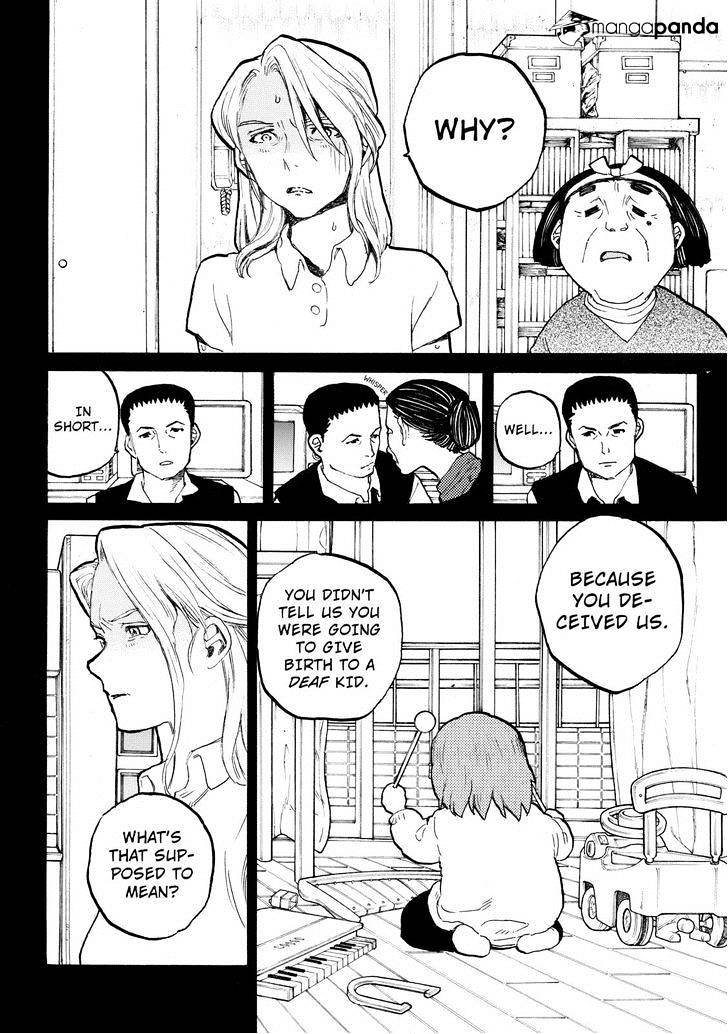 mangapanda
WHY?
WELL...
WHISPER
IN
SHORT...
BECAUSE
YOU DE-
CEIVED US.
YOU DIDN'T
TELL US YOU
WERE GOING
TO GIVE
BIRTH TO A
DEAF KID.
WHAT'S
THAT SUP-
POSED TO
MEAN?